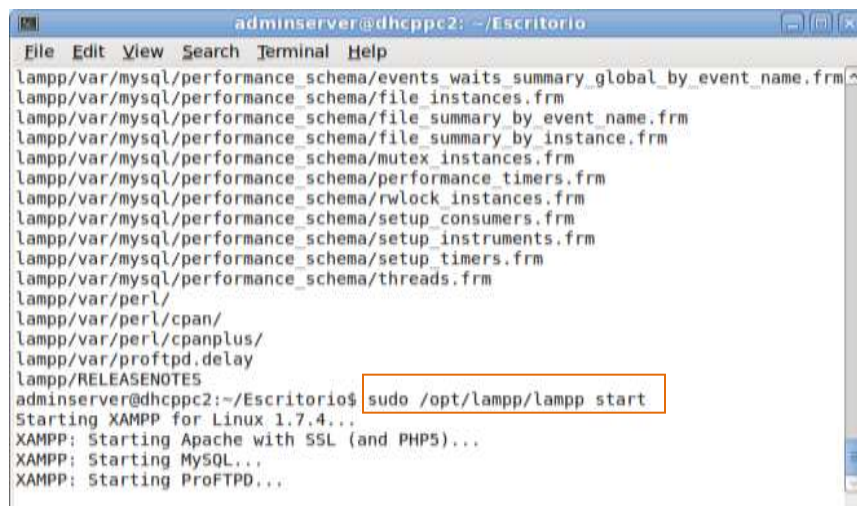 adminserver@dhcppc2: ~/Escritorio
File Edit View Search Terminal Help
lampp/var/mysql/performance_schema/events_waits_summary_global_by_event_name.frm
lampp/var/mysql/performance_schema/file_instances.frm
lampp/var/mysql/performance_schema/file_summary_by_event_name.frm
lampp/var/mysql/performance_schema/file_summary_by_instance.frm
lampp/var/mysql/performance_schema/mutex_instances.frm
lampp/var/mysql/performance_schema/performance_timers.frm
lampp/var/mysql/performance_schema/rwlock_instances.frm
lampp/var/mysql/performance_schema/setup_consumers.frm
lampp/var/mysql/performance_schema/setup_instruments.frm
lampp/var/mysql/performance_schema/setup_timers.frm
lampp/var/mysql/performance_schema/threads.frm
lampp/var/perl/
lampp/var/perl/cpan/
lampp/var/perl/cpanplus/
lampp/var/proftpd.delay
lampp/RELEASENOTES
adminserver@dhcppc2:~/Escritorio$ sudo /opt/lampp/lampp start
Starting XAMPP for Linux 1.7.4...
XAMPP: Starting Apache with SSL (and PHP5)...
XAMPP: Starting MySQL...
XAMPP: Starting ProFTPD...